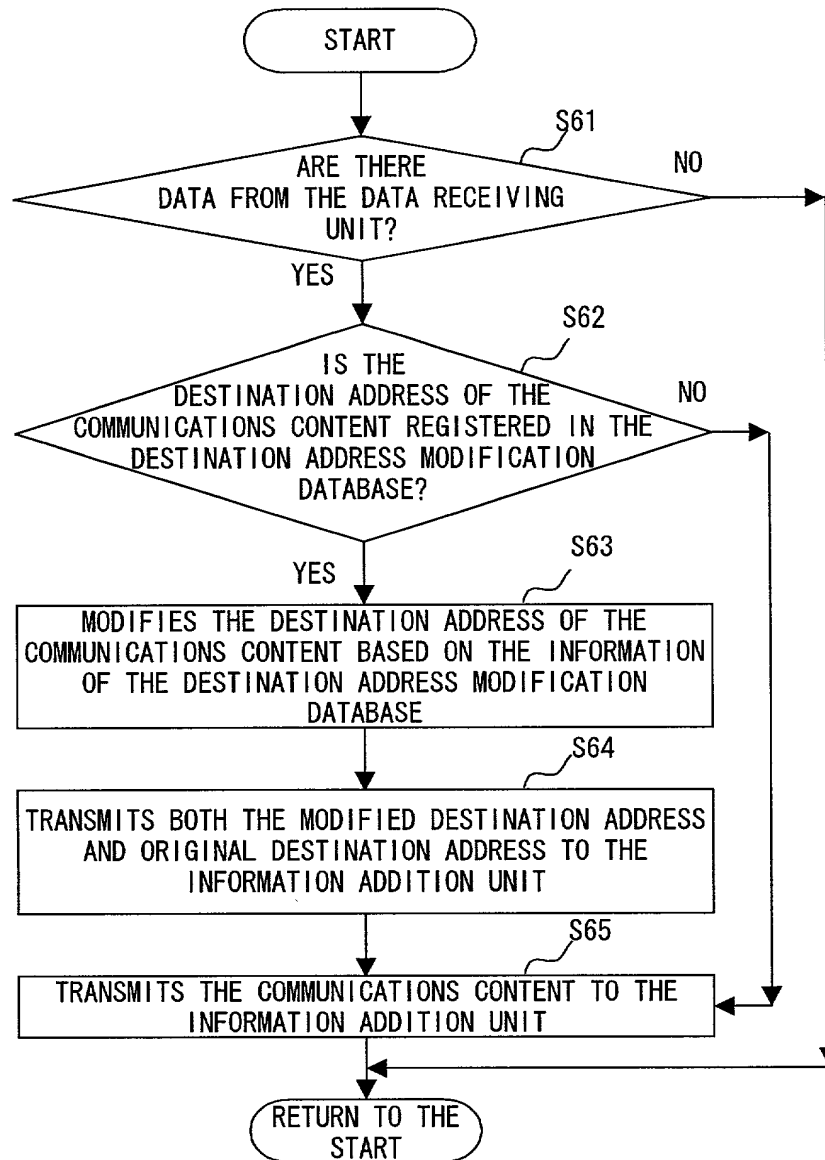 START
S61
ARE THERE
DATA FROM THE DATA RECEIVING
UNIT?
NO
YES
S62
IS THE
DESTINATION ADDRESS OF THE
COMMUNICATIONS CONTENT REGISTERED IN THE
DESTINATION ADDRESS MODIFICATION
DATABASE?
NO
YES
S63
MODIFIES THE DESTINATION ADDRESS OF THE
COMMUNICATIONS CONTENT BASED ON THE INFORMATION
OF THE DESTINATION ADDRESS MODIFICATION
DATABASE
S64
TRANSMITS BOTH THE MODIFIED DESTINATION ADDRESS
AND ORIGINAL DESTINATION ADDRESS TO THE
INFORMATION ADDITION UNIT
S65
TRANSMITS THE COMMUNICATIONS CONTENT TO THE
INFORMATION ADDITION UNIT
RETURN TO THE
START